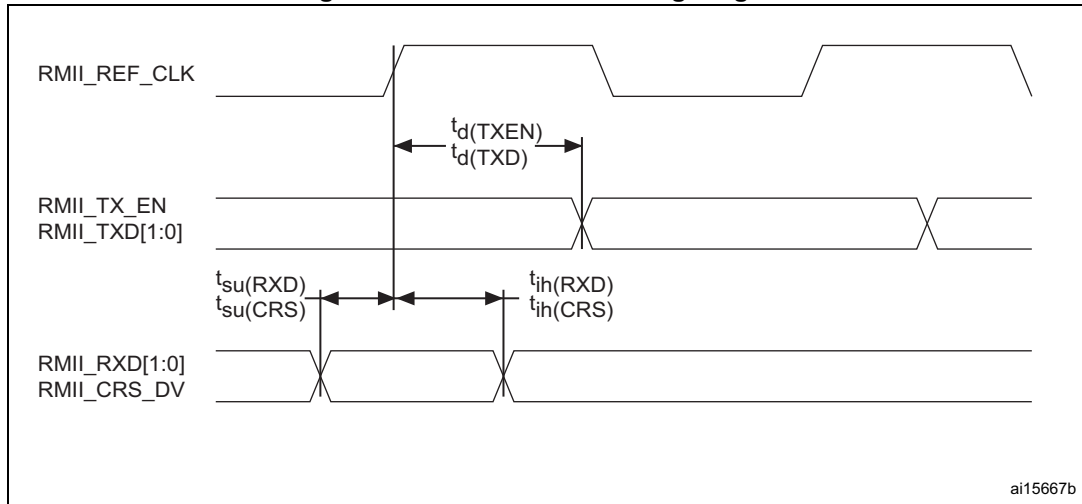 RMII_REF_CLK
td(TXEN)
td(TXD)
RMII_TX_EN
RMII_TXD[1:0]
tsu(RXD)
tsu(CRS)
tih(RXD)
tih(CRS)
RMII_RXD[1:0]
RMII_CRS_DV
ai15667b